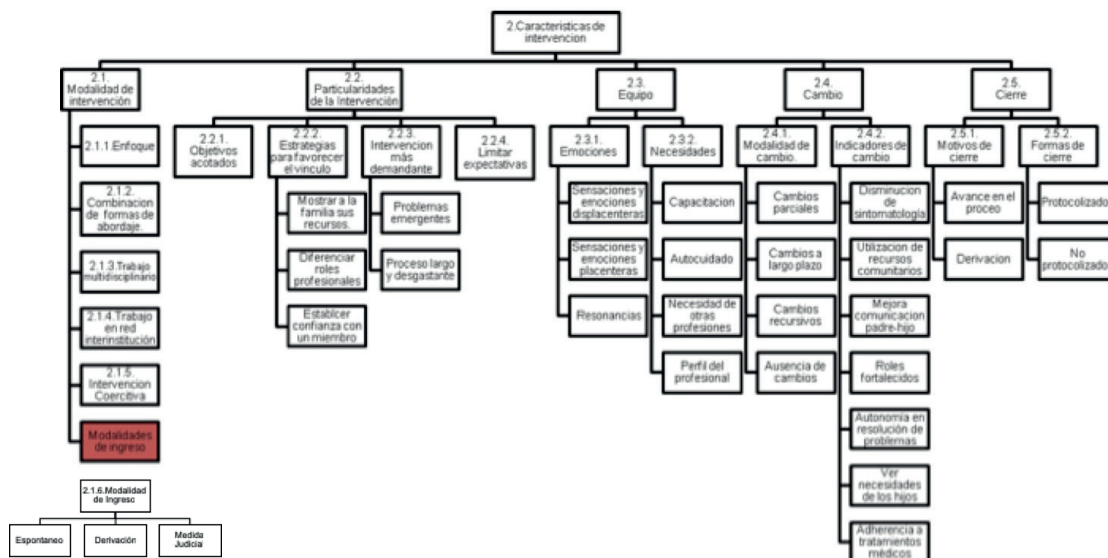 2.Caracteristicas de
intervencion
2.1.
Modalidad de
intervención
2.2.
Particularidades
de la Intervención
2.3.
Equipo
2.4.
Cambio
2.5.
Cierre
2.1.1.Enfoque
2.1.2.
Combinacion
de formas de
abordaje.
2.1.3.Trabajo
multidisciplinario
2.1.4.Trabajo
en red
interinstitución
2.1.5.
Intervencion
Coercitiva
Modalidades
de ingreso
2.1.6.Modalidad
de Ingreso
Espontaneo
Derivación
Medida
Judicial
2.2.1.
Objetivos
acotados
2.2.2.
Estrategias
para favorecer
el vinculo
Mostrar a la
familia sus
recursos.
Diferenciar
roles
profesionales
Establcer
confianza con
un miembro
2.2.3.
Intervencion
más
demandante
Problemas
emergentes
Proceso largo
y desgastante
2.2.4.
Limitar
expectativas
2.3.1.
Emociones
Sensaciones y
emociones
displacenteras
Sensaciones y
emociones
placenteras
Resonancias
2.3.2.
Necesidades
Capacitacion
Autocuidado
Necesidad de
otras
profesiones
Perfil del
profesional
2.4.1.
Modalidad de
cambio.
Cambios
parciales
Cambios a
largo plazo
Cambios
recursivos
Ausencia de
cambios
2.4.2.
Indicadores de
cambio
Disminucion
de
sintomatología
Utilizacion de
recursos
comunitarios
Mejora
comunicacion
padre-hijo
Roles
fortalecidos
Autonomia en
resolución de
problemas
Ver
necesidades
de los hijos
Adherencia a
tratamientos
médicos
2.5.1.
Motivos de
cierre
Avance en el
proceo
Derivacion
2.5.2.
Formas de
cierre
Protocolizado
No
protocolizado